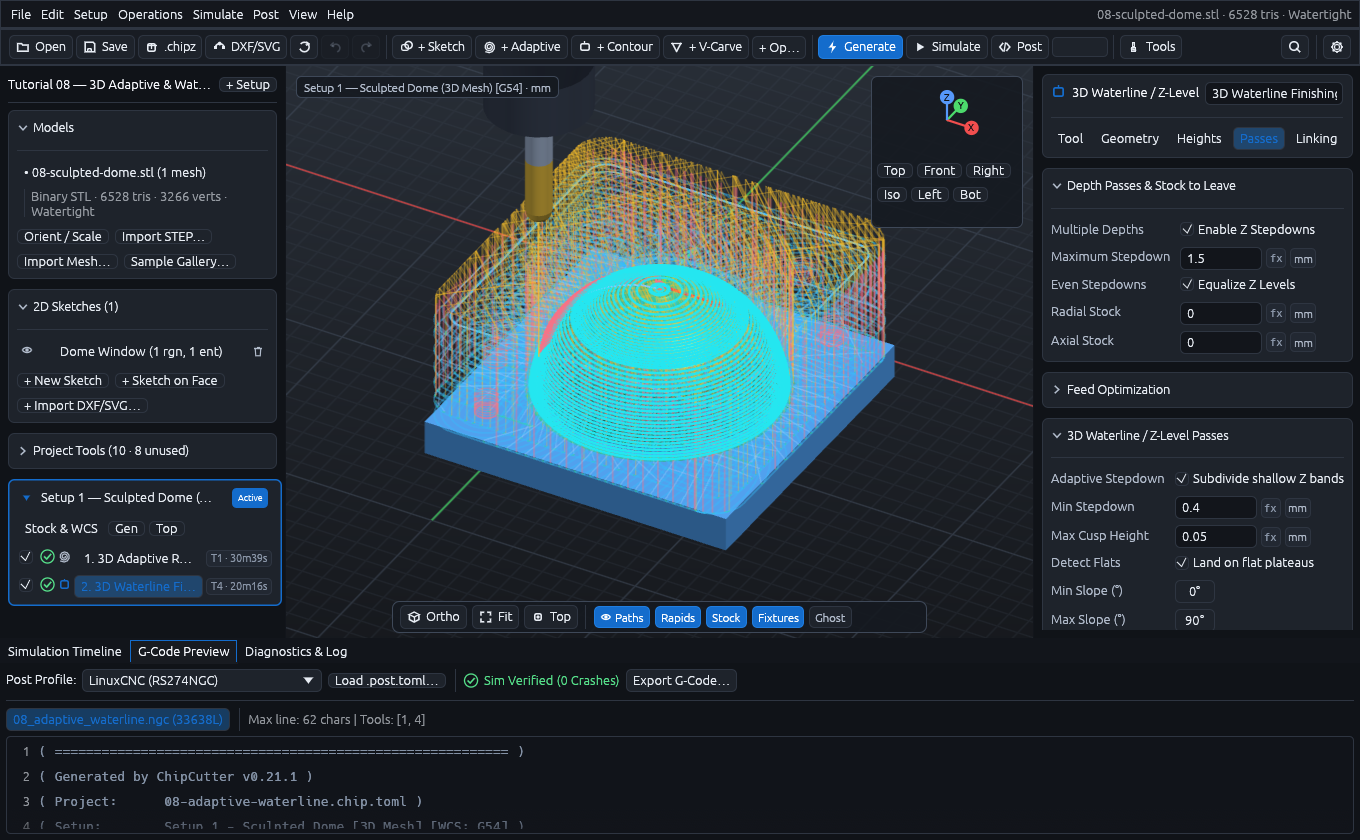 File Edit Setup Operations Simulate Post View Help
08-sculpted-dome.stl · 6528 tris · Watertight
Open Save .chipz DXF/SVG + Sketch + Adaptive + Contour + V-Carve + Op… Generate Simulate Post Tools
Tutorial 08 — 3D Adaptive & Wat… + Setup
Models
• 08-sculpted-dome.stl (1 mesh)
Binary STL · 6528 tris · 3266 verts ·
Watertight
Orient / Scale Import STEP…
Import Mesh… Sample Gallery…
2D Sketches (1)
Dome Window (1 rgn, 1 ent)
+ New Sketch + Sketch on Face
+ Import DXF/SVG…
Project Tools (10 · 8 unused)
Setup 1 — Sculpted Dome (… Active
Stock & WCS Gen Top
1. 3D Adaptive R… T1 · 30m39s
2. 3D Waterline Fi… T4 · 20m16s
Setup 1 — Sculpted Dome (3D Mesh) [G54] · mm
Z
Y
X
Top Front Right
Iso Left Bot
Ortho Fit Top Paths Rapids Stock Fixtures Ghost
3D Waterline / Z-Level 3D Waterline Finishing
Tool Geometry Heights Passes Linking
Depth Passes & Stock to Leave
Multiple Depths Enable Z Stepdowns
Maximum Stepdown 1.5 fx mm
Even Stepdowns Equalize Z Levels
Radial Stock 0 fx mm
Axial Stock 0 fx mm
Feed Optimization
3D Waterline / Z-Level Passes
Adaptive Stepdown Subdivide shallow Z bands
Min Stepdown 0.4 fx mm
Max Cusp Height 0.05 fx mm
Detect Flats Land on flat plateaus
Min Slope (°) 0°
Max Slope (°) 90°
Simulation Timeline G-Code Preview Diagnostics & Log
Post Profile: LinuxCNC (RS274NGC) Load .post.toml… Sim Verified (0 Crashes) Export G-Code…
08_adaptive_waterline.ngc (33638L) Max line: 62 chars | Tools: [1, 4]
1 ( ========================================================== )
2 ( Generated by ChipCutter v0.21.1 )
3 ( Project: 08-adaptive-waterline.chip.toml )
4 ( Setup: Setup 1 - Sculpted Dome [3D Mesh] [WCS: G54] )